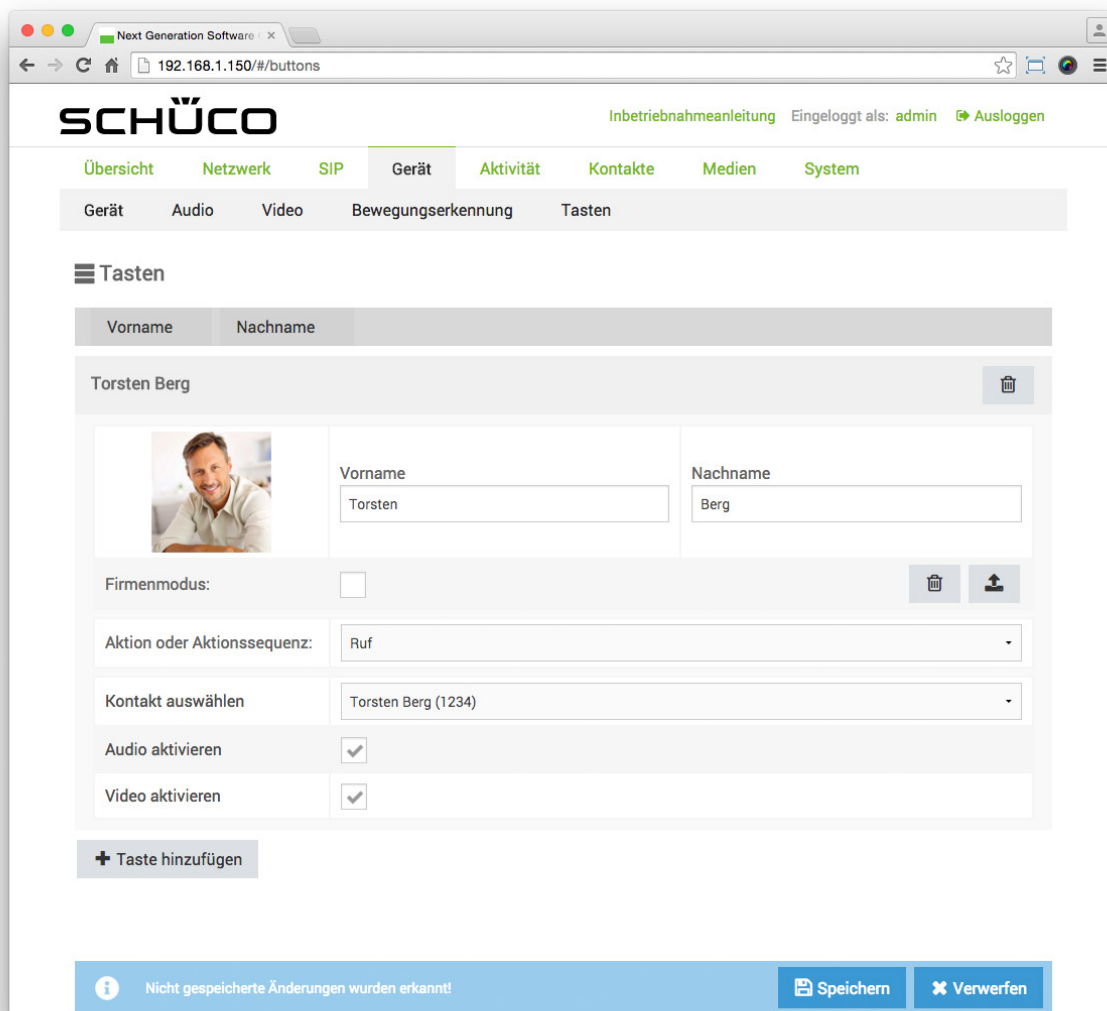 Next Generation Software
192.168.1.150/#/buttons
SCHÜCO
Inbetriebnahmeanleitung Eingeloggt als: admin Ausloggen
Übersicht Netzwerk SIP Gerät Aktivität Kontakte Medien System
Gerät Audio Video Bewegungserkennung Tasten
Tasten
Vorname Nachname
Torsten Berg
Vorname Nachname
Torsten Berg
Firmenmodus:
Aktion oder Aktionssequenz: Ruf
Kontakt auswählen Torsten Berg (1234)
Audio aktivieren
Video aktivieren
+ Taste hinzufügen
Nicht gespeicherte Änderungen wurden erkannt! Speichern Verwerfen